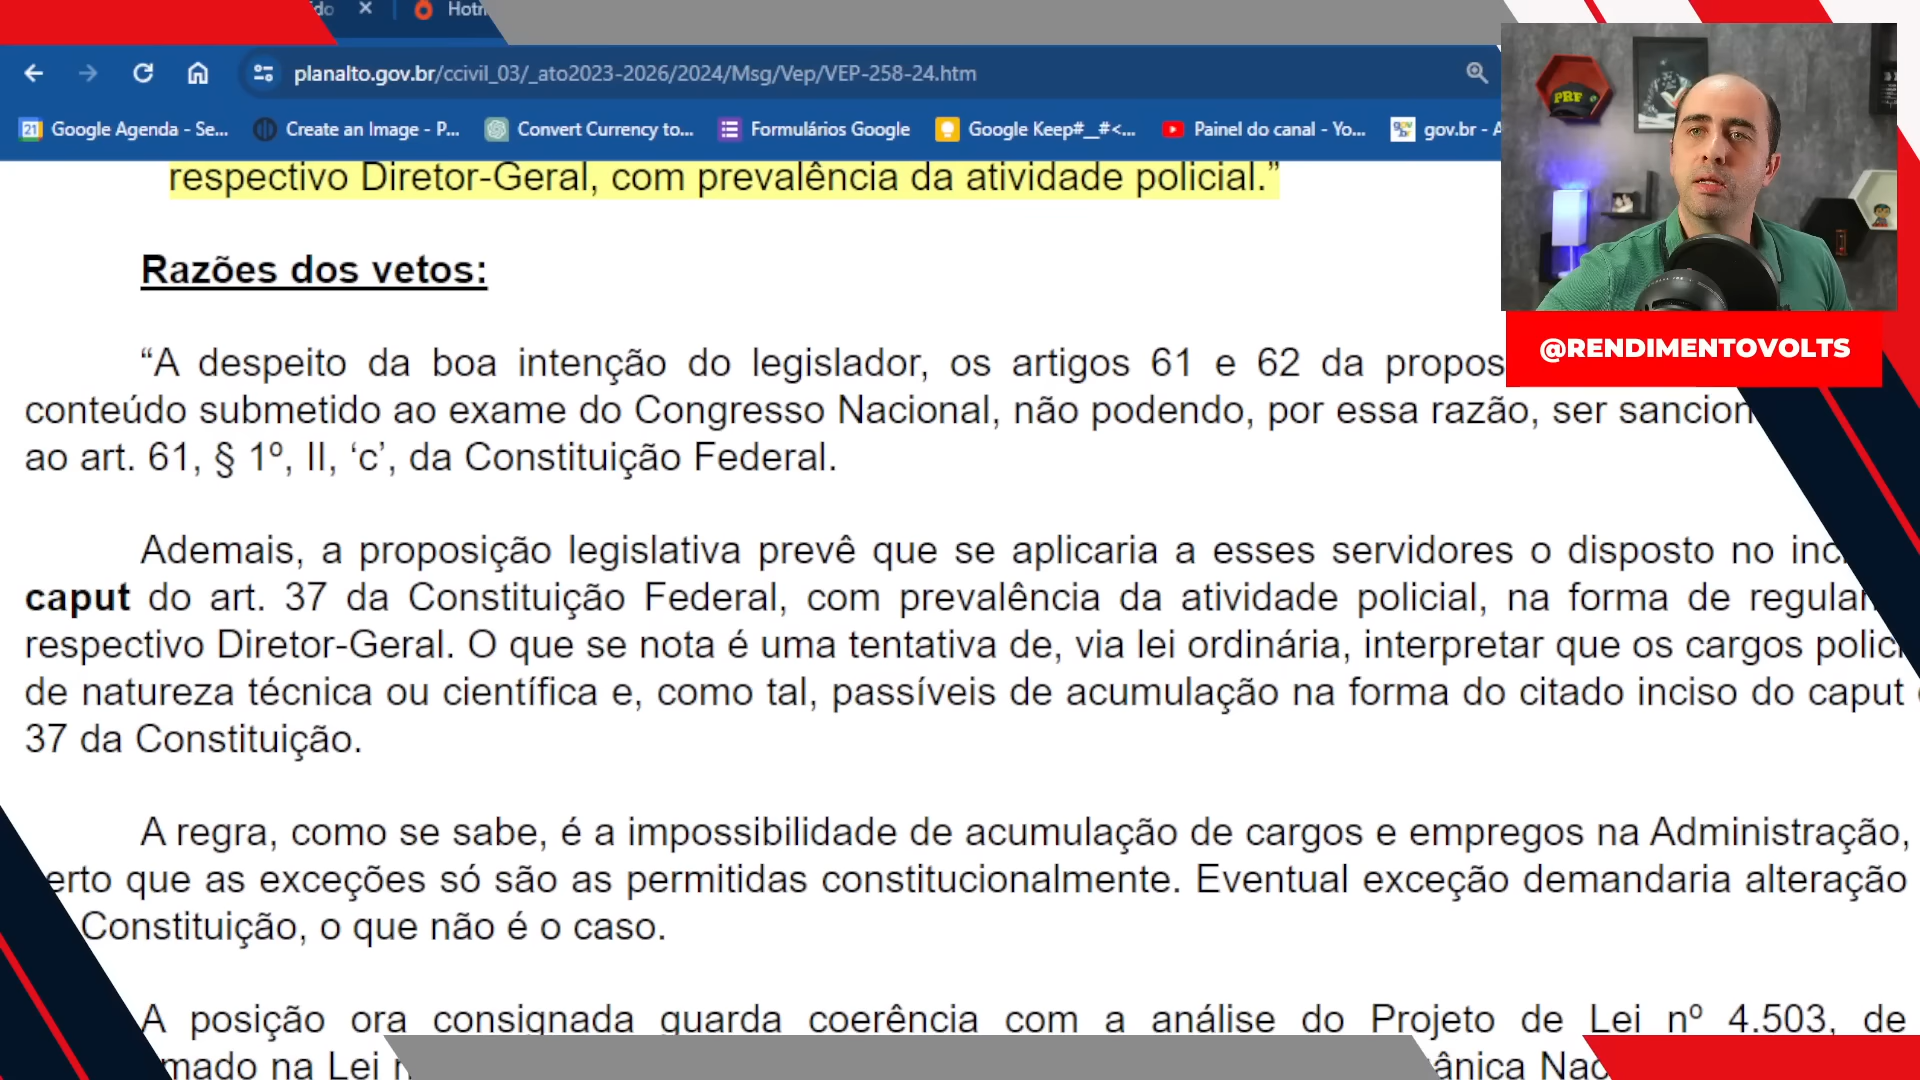 Hotn
planalto.gov.br/ccivil_03/_ato2023-2026/2024/Msg/Vep/VEP-258-24.htm
21 Google Agenda - Se... Create an Image - P... Convert Currency to... Formulários Google Google Keep#__#<... Painel do canal - Yo... gov.br - A
PRF
respectivo Diretor-Geral, com prevalência da atividade policial.”
Razões dos vetos:
@RENDIMENTOVOLTS
“A despeito da boa intenção do legislador, os artigos 61 e 62 da propos
conteúdo submetido ao exame do Congresso Nacional, não podendo, por essa razão, ser sancion
ao art. 61, § 1º, II, ‘c’, da Constituição Federal.
Ademais, a proposição legislativa prevê que se aplicaria a esses servidores o disposto no inc
caput do art. 37 da Constituição Federal, com prevalência da atividade policial, na forma de regular
respectivo Diretor-Geral. O que se nota é uma tentativa de, via lei ordinária, interpretar que os cargos polic
de natureza técnica ou científica e, como tal, passíveis de acumulação na forma do citado inciso do caput
37 da Constituição.
A regra, como se sabe, é a impossibilidade de acumulação de cargos e empregos na Administração,
erto que as exceções só são as permitidas constitucionalmente. Eventual exceção demandaria alteração
Constituição, o que não é o caso.
A posição ora consignada guarda coerência com a análise do Projeto de Lei nº 4.503, de
mado na Lei n ânica Nac